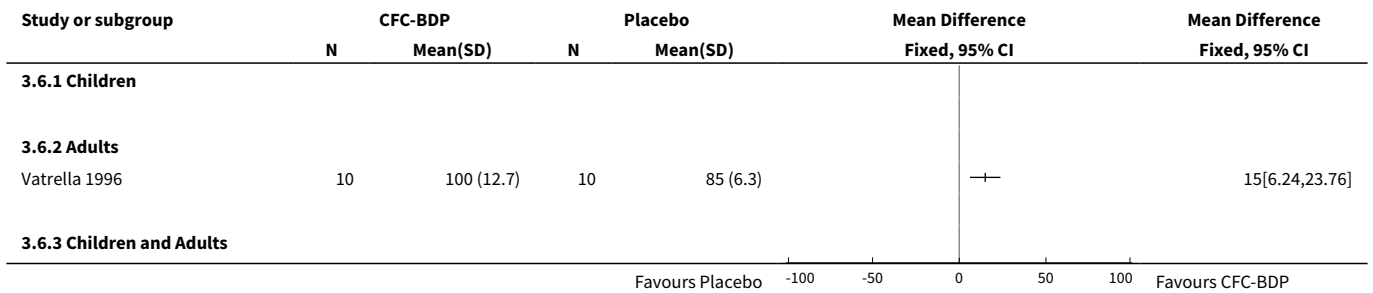 Study or subgroup CFC-BDP Placebo Mean Difference Mean Difference
N Mean(SD) N Mean(SD) Fixed, 95% CI Fixed, 95% CI
3.6.1 Children
3.6.2 Adults
Vatrella 1996 10 100 (12.7) 10 85 (6.3) 15[6.24,23.76]
3.6.3 Children and Adults
Favours Placebo -100 -50 0 50 100 Favours CFC-BDP